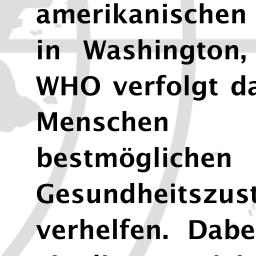 amerikanischen
in Washington,
WHO verfolgt
Menschen
bestmöglichen
verhelfen.